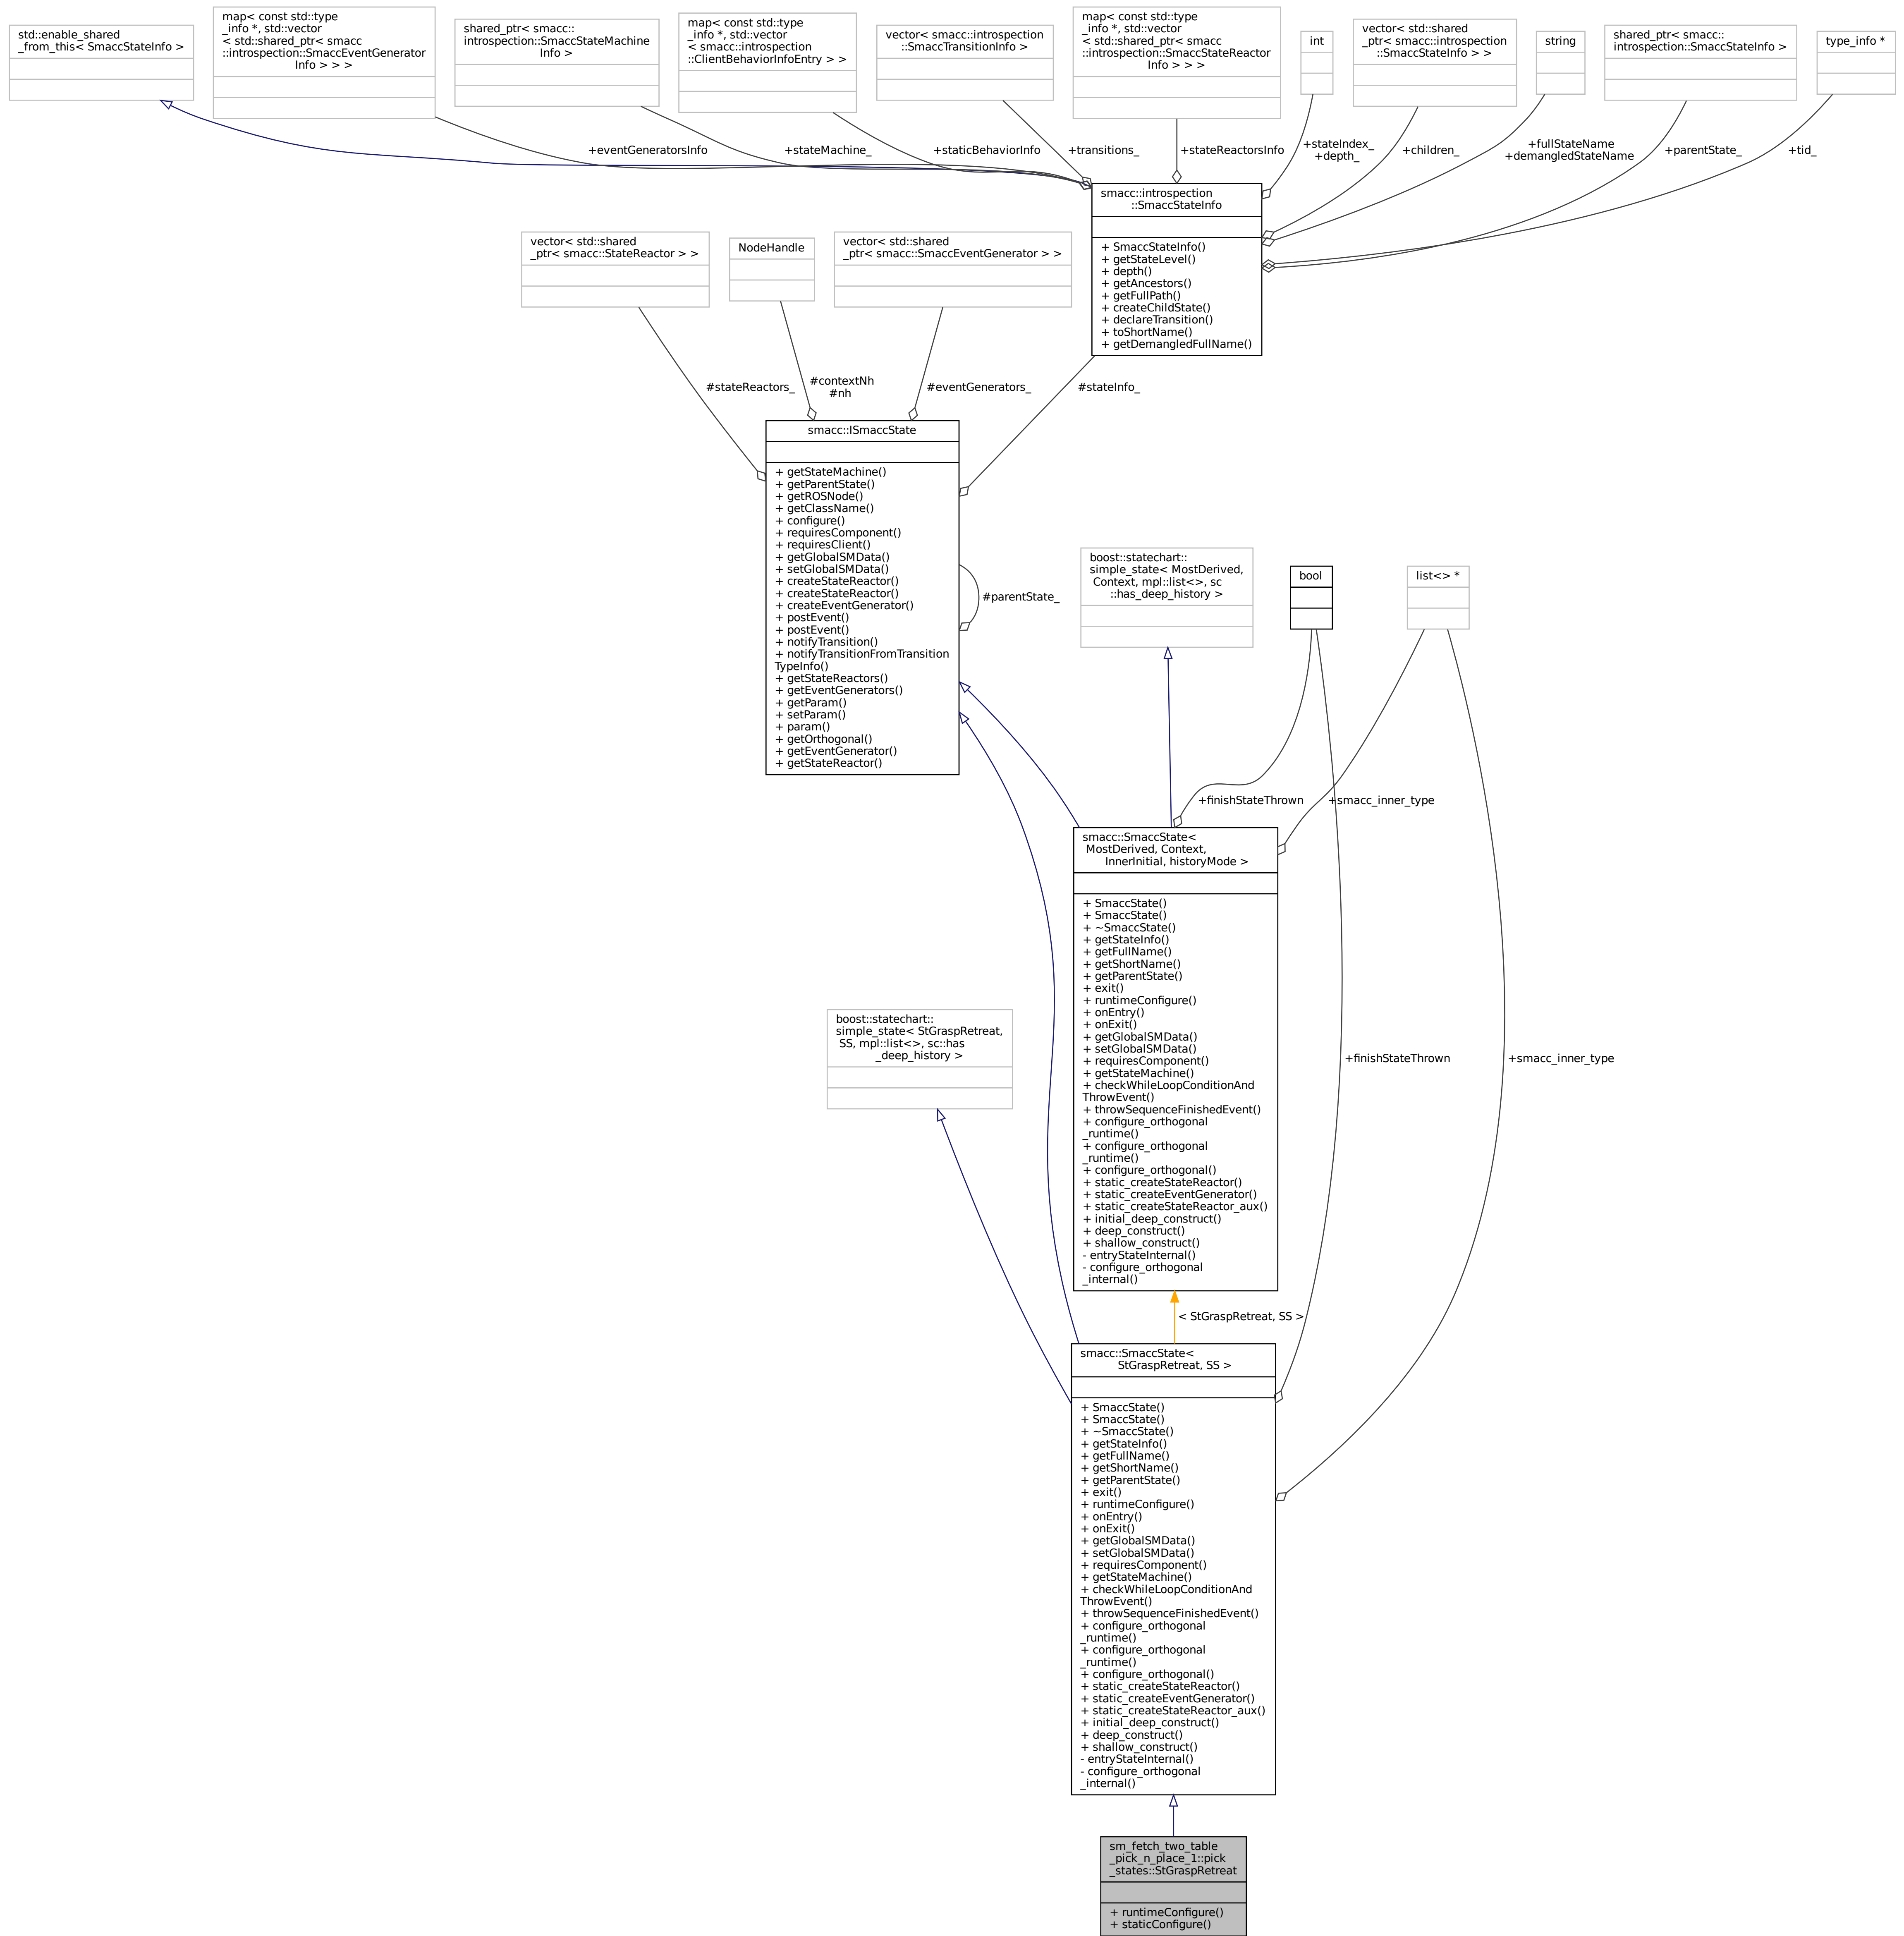 std::enable_shared
_from_this< SmaccStateInfo >
map< const std::type
_info *, std::vector
< std::shared_ptr< smacc
::introspection::SmaccEventGenerator
Info > > >
shared_ptr< smacc::
introspection::SmaccStateMachine
Info >
map< const std::type
_info *, std::vector
< smacc::introspection
::ClientBehaviorInfoEntry > >
vector< smacc::introspection
::SmaccTransitionInfo >
map< const std::type
_info *, std::vector
< std::shared_ptr< smacc
::introspection::SmaccStateReactor
Info > > >
int
vector< std::shared
_ptr< smacc::introspection
::SmaccStateInfo > >
string
shared_ptr< smacc::
introspection::SmaccStateInfo >
type_info *
+eventGeneratorsInfo
+stateMachine_
+staticBehaviorInfo
+transitions_
+stateReactorsInfo
+stateIndex_
+depth_
+children_
+fullStateName
+demangledStateName
+parentState_
+tid_
smacc::introspection
::SmaccStateInfo
+ SmaccStateInfo()
+ getStateLevel()
+ depth()
+ getAncestors()
+ getFullPath()
+ createChildState()
+ declareTransition()
+ toShortName()
+ getDemangledFullName()
vector< std::shared
_ptr< smacc::StateReactor > >
NodeHandle
vector< std::shared
_ptr< smacc::SmaccEventGenerator > >
#stateReactors_
#contextNh
#nh
#eventGenerators_
#stateInfo_
smacc::ISmaccState
+ getStateMachine()
+ getParentState()
+ getROSNode()
+ getClassName()
+ configure()
+ requiresComponent()
+ requiresClient()
+ getGlobalSMData()
+ setGlobalSMData()
+ createStateReactor()
+ createStateReactor()
+ createEventGenerator()
+ postEvent()
+ postEvent()
+ notifyTransition()
+ notifyTransitionFromTransition
TypeInfo()
+ getStateReactors()
+ getEventGenerators()
+ getParam()
+ setParam()
+ param()
+ getOrthogonal()
+ getEventGenerator()
+ getStateReactor()
#parentState_
boost::statechart::
simple_state< MostDerived,
Context, mpl::list<>, sc
::has_deep_history >
bool
list<> *
+finishStateThrown
+smacc_inner_type
smacc::SmaccState<
MostDerived, Context,
InnerInitial, historyMode >
+ SmaccState()
+ SmaccState()
+ ~SmaccState()
+ getStateInfo()
+ getFullName()
+ getShortName()
+ getParentState()
+ exit()
+ runtimeConfigure()
+ onEntry()
+ onExit()
+ getGlobalSMData()
+ setGlobalSMData()
+ requiresComponent()
+ getStateMachine()
+ checkWhileLoopConditionAnd
ThrowEvent()
+ throwSequenceFinishedEvent()
+ configure_orthogonal
_runtime()
+ configure_orthogonal
_runtime()
+ configure_orthogonal()
+ static_createStateReactor()
+ static_createEventGenerator()
+ static_createStateReactor_aux()
+ initial_deep_construct()
+ deep_construct()
+ shallow_construct()
- entryStateInternal()
- configure_orthogonal
_internal()
boost::statechart::
simple_state< StGraspRetreat,
SS, mpl::list<>, sc::has
_deep_history >
+finishStateThrown
+smacc_inner_type
< StGraspRetreat, SS >
smacc::SmaccState<
StGraspRetreat, SS >
+ SmaccState()
+ SmaccState()
+ ~SmaccState()
+ getStateInfo()
+ getFullName()
+ getShortName()
+ getParentState()
+ exit()
+ runtimeConfigure()
+ onEntry()
+ onExit()
+ getGlobalSMData()
+ setGlobalSMData()
+ requiresComponent()
+ getStateMachine()
+ checkWhileLoopConditionAnd
ThrowEvent()
+ throwSequenceFinishedEvent()
+ configure_orthogonal
_runtime()
+ configure_orthogonal
_runtime()
+ configure_orthogonal()
+ static_createStateReactor()
+ static_createEventGenerator()
+ static_createStateReactor_aux()
+ initial_deep_construct()
+ deep_construct()
+ shallow_construct()
- entryStateInternal()
- configure_orthogonal
_internal()
sm_fetch_two_table
_pick_n_place_1::pick
_states::StGraspRetreat
+ runtimeConfigure()
+ staticConfigure()